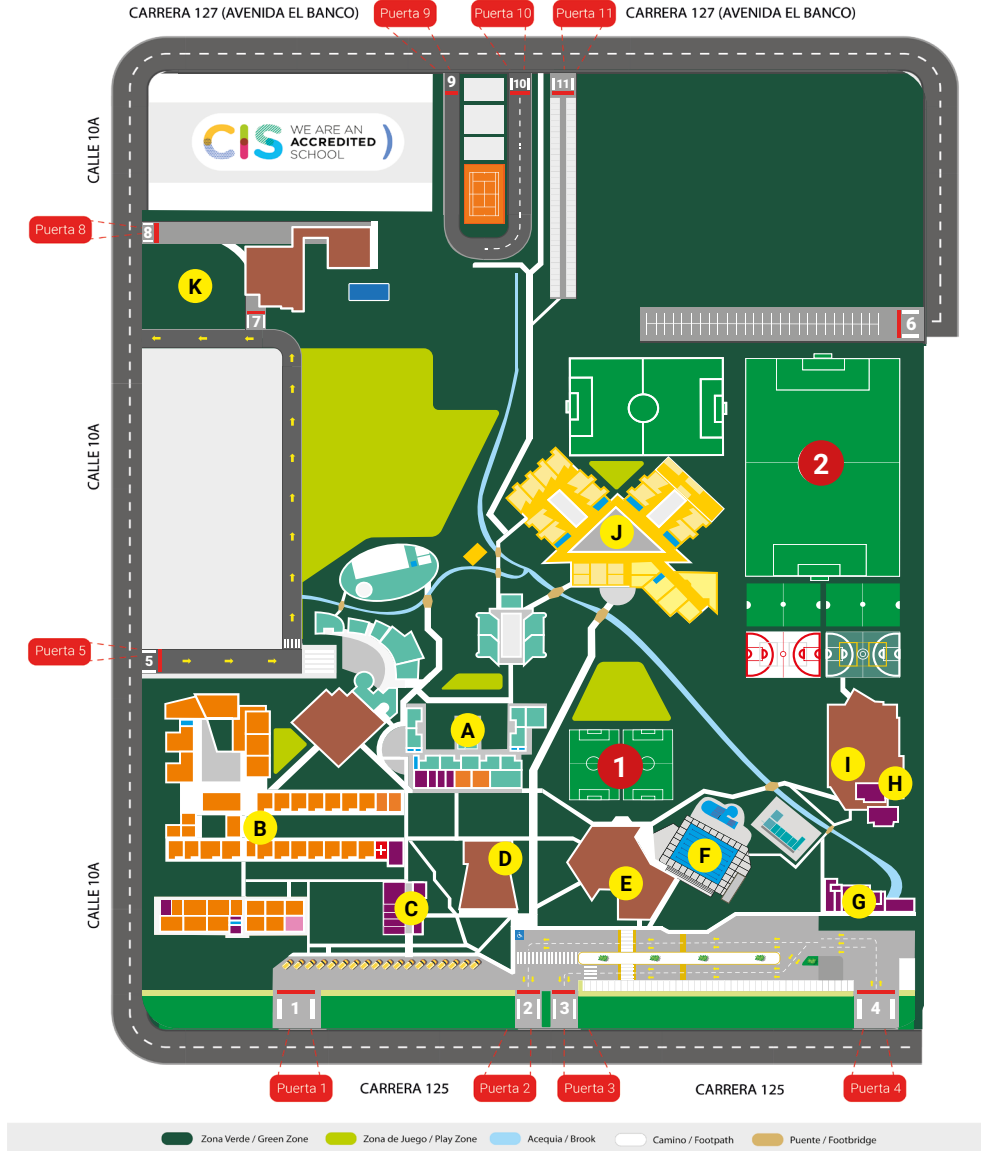 CARRERA 127 (AVENIDA EL BANCO)
Puerta 9
Puerta 10
Puerta 11
CARRERA 127 (AVENIDA EL BANCO)
9
10
11
CALLE 10A
CIS
WE ARE AN
ACCREDITED
SCHOOL
Puerta 8
8
K
7
6
CALLE 10A
2
J
Puerta 5
5
A
1
I
H
B
D
F
E
C
G
CALLE 10A
1
2
3
4
Puerta 1
CARRERA 125
Puerta 2
Puerta 3
CARRERA 125
Puerta 4
Zona Verde / Green Zone
Zona de Juego / Play Zone
Acequia / Brook
Camino / Footpath
Puente / Footbridge